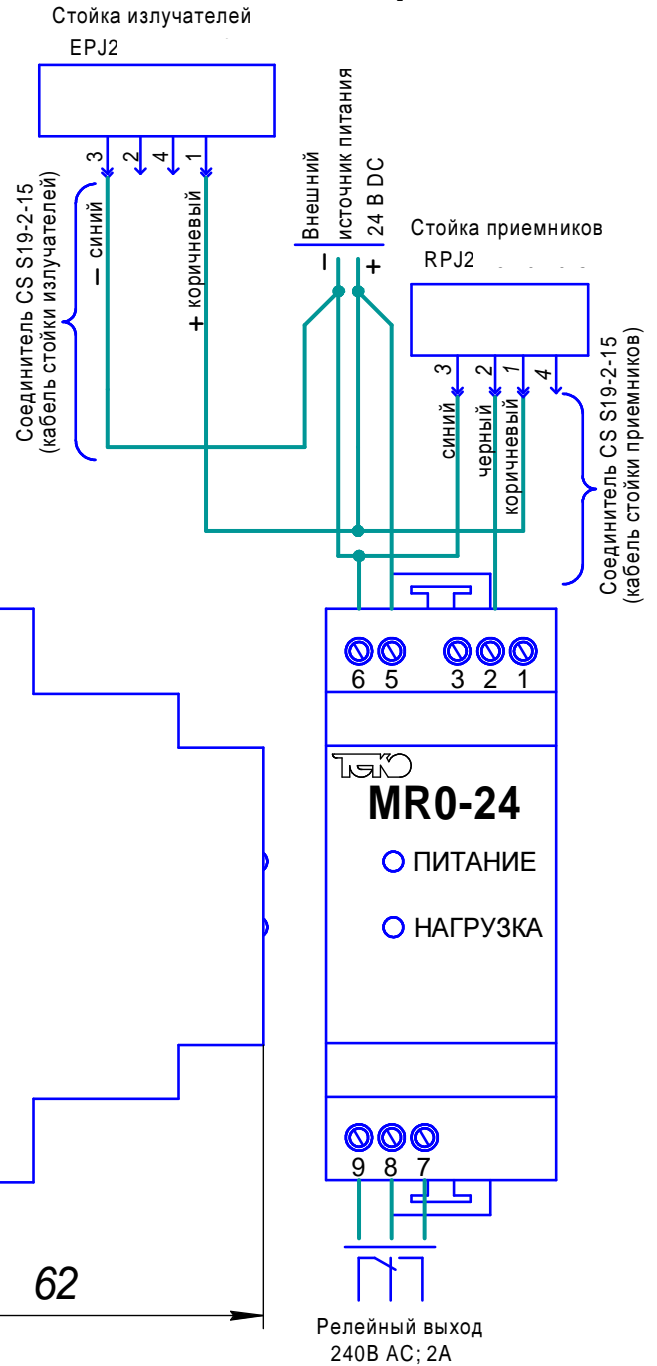 Стойка излучателей
EPJ2
3 2 4 1
Соединитель CS S19-2-15
(кабель стойки излучателей)
– синий
+ коричневый
Внешний
источник питания
24 В DC
– +
Стойка приемников
RPJ2
3 2 1 4
синий
черный
коричневый
Соединитель CS S19-2-15
(кабель стойки приемников)
6 5 3 2 1
ТЕКО
MR0-24
ПИТАНИЕ
НАГРУЗКА
9 8 7
62
Релейный выход
240В AC; 2А